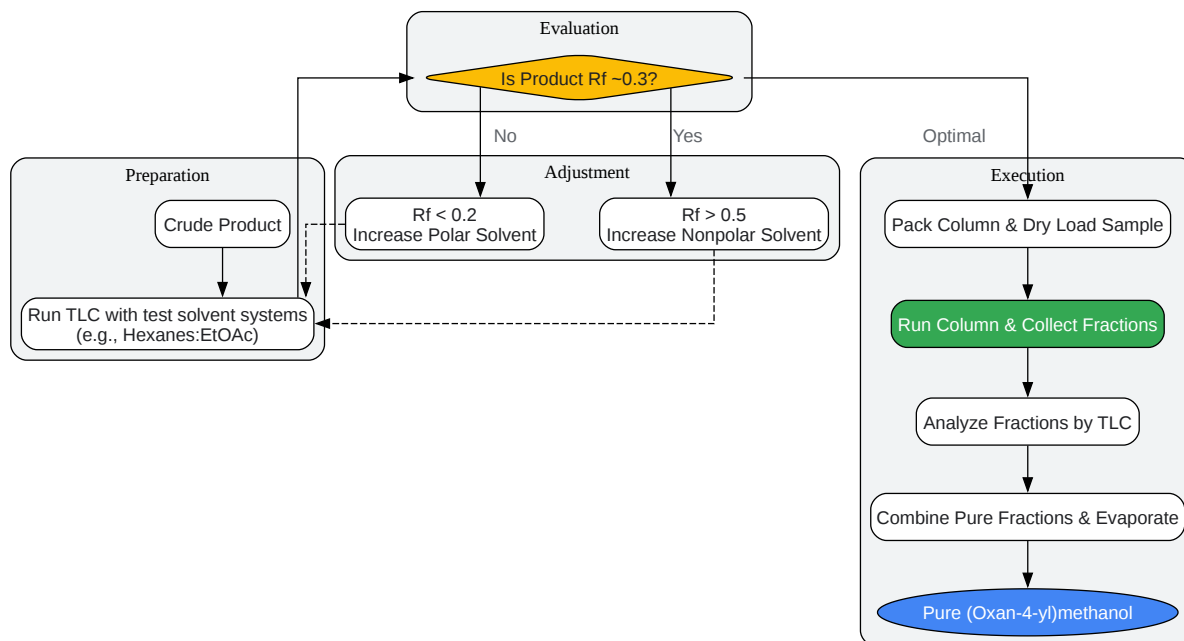 Evaluation
Is Product Rf ~0.3?
No
Yes
Optimal
Preparation
Crude Product
Run TLC with test solvent systems
(e.g., Hexanes:EtOAc)
Adjustment
Rf < 0.2
Increase Polar Solvent
Rf > 0.5
Increase Nonpolar Solvent
Execution
Pack Column & Dry Load Sample
Run Column & Collect Fractions
Analyze Fractions by TLC
Combine Pure Fractions & Evaporate
Pure (Oxan-4-yl)methanol